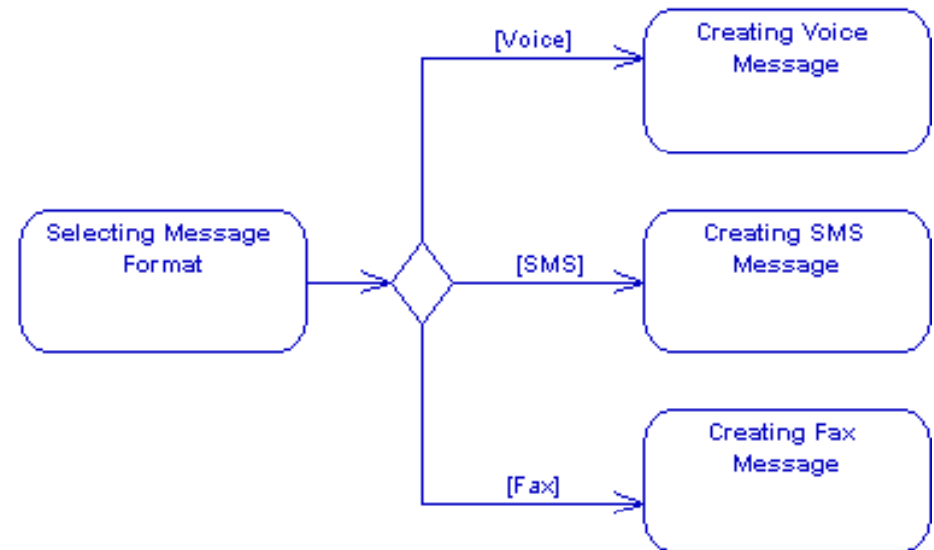 [Voice]
Creating Voice
Message
Selecting Message
Format
[SMS]
Creating SMS
Message
[Fax]
Creating Fax
Message